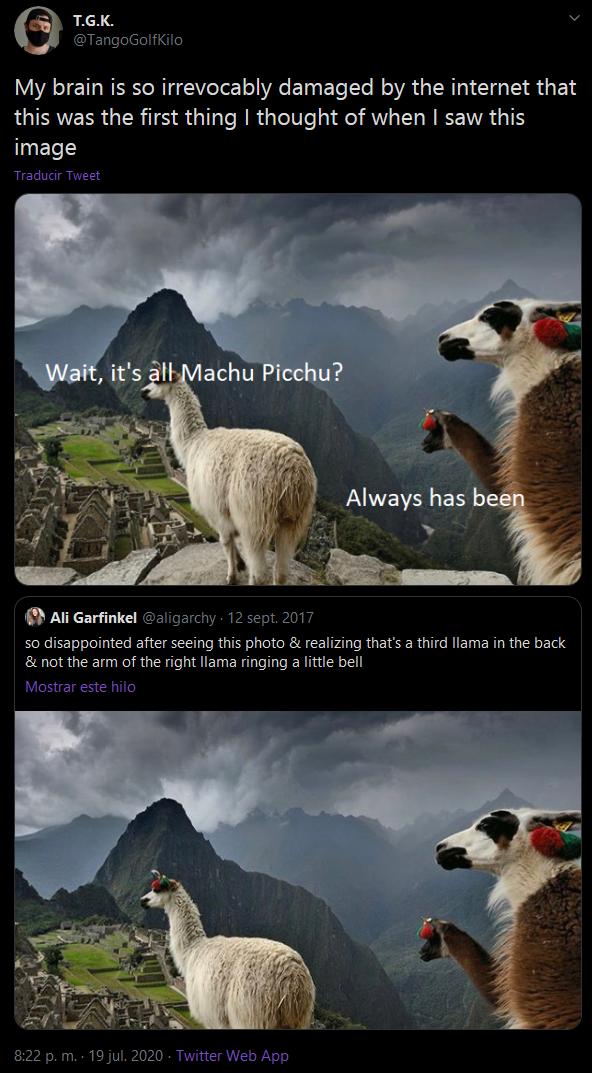 T.G.K.
@TangoGolfKilo
My brain is so irrevocably damaged by the internet that
this was the first thing I thought of when I saw this
image
Traducir Tweet
Wait, it's all Machu Picchu?
Always has been
Ali Garfinkel @aligarchy · 12 sept. 2017
so disappointed after seeing this photo & realizing that's a third llama in the back
& not the arm of the right llama ringing a little bell
Mostrar este hilo
8:22 p. m. · 19 jul. 2020 · Twitter Web App